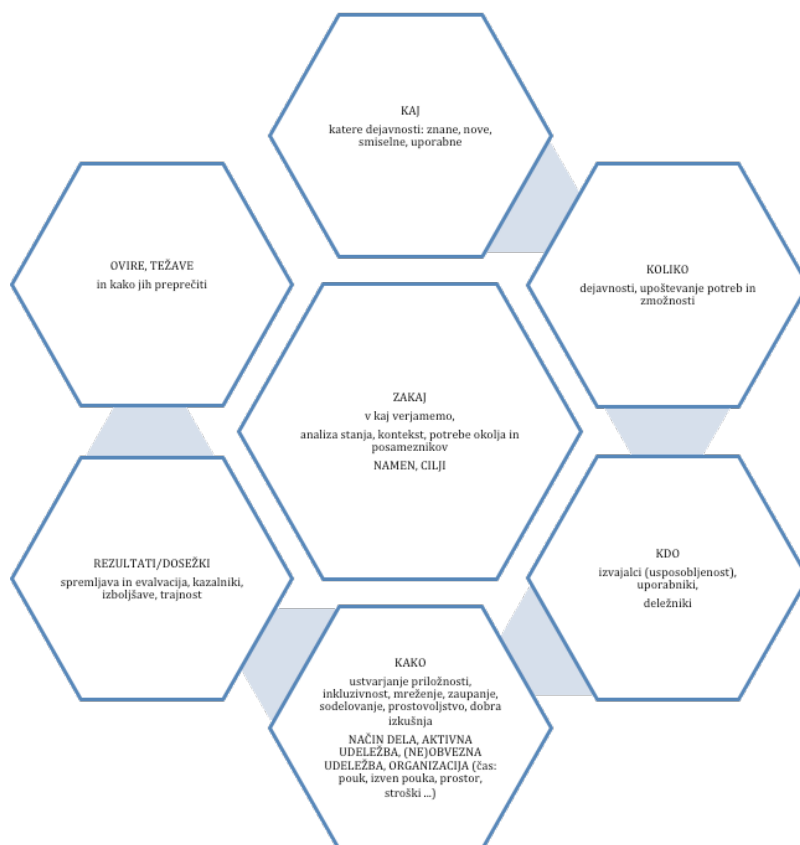 KAJ
katere dejavnosti: znane, nove,
smiselne, uporabne
OVIRE, TEŽAVE
in kako jih preprečiti
KOLIKO
dejavnosti, upoštevanje potreb in
zmožnosti
ZAKAJ
v kaj verjamemo,
analiza stanja, kontekst, potrebe okolja in
posameznikov
NAMEN, CILJI
REZULTATI/DOSEŽKI
spremljava in evalvacija, kazalniki,
izboljšave, trajnost
KDO
izvajalci (usposobljenost),
uporabniki,
deležniki
KAKO
ustvarjanje priložnosti,
inkluzivnost, mreženje, zaupanje,
sodelovanje, prostovoljstvo, dobra
izkušnja
NAČIN DELA, AKTIVNA
UDELEŽBA, (NE)OBVEZNA
UDELEŽBA, ORGANIZACIJA (čas:
pouk, izven pouka, prostor,
stroški ...)